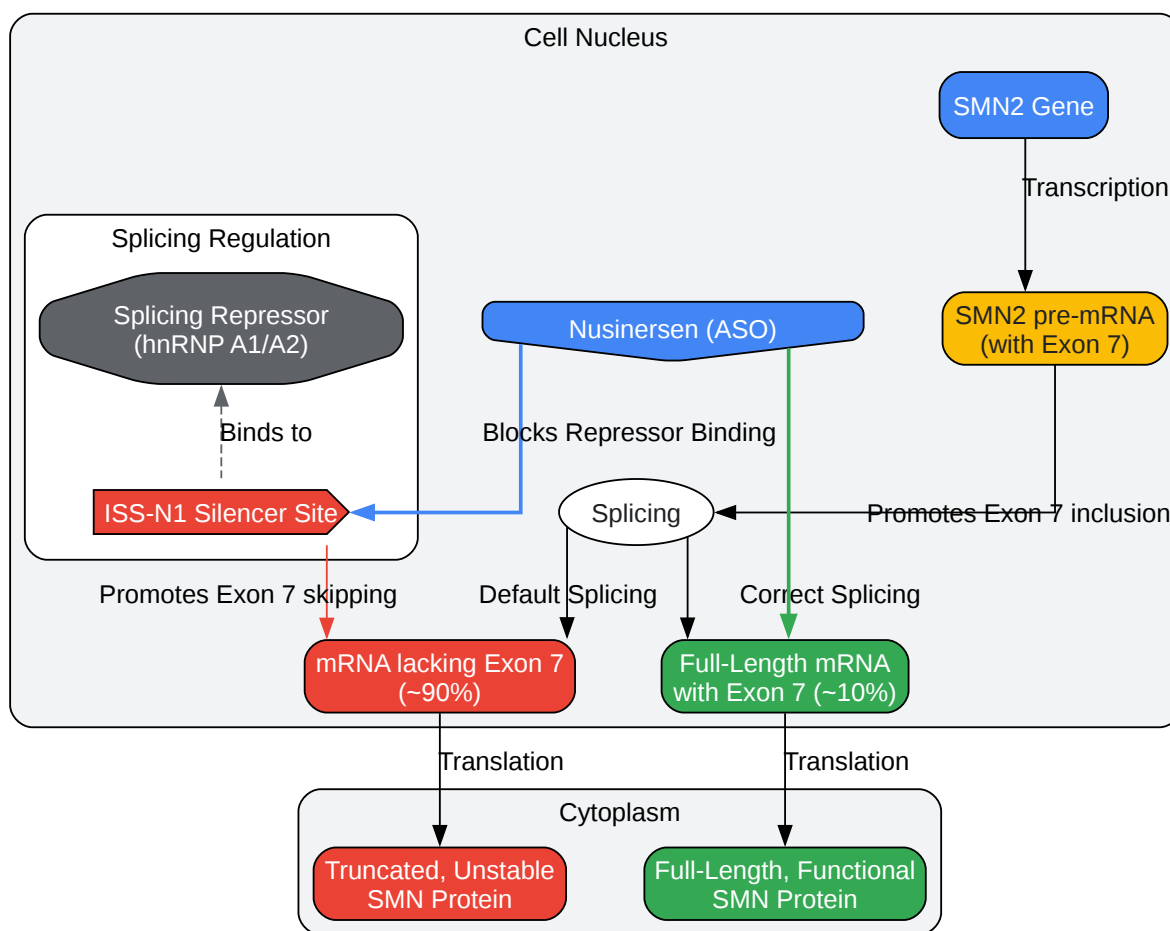 Cell Nucleus
SMN2 Gene
Transcription
Splicing Regulation
Splicing Repressor
(hnRNP A1/A2)
Nusinersen (ASO)
SMN2 pre-mRNA
(with Exon 7)
Binds to
Blocks Repressor Binding
ISS-N1 Silencer Site
Splicing
Promotes Exon 7 inclusion
Promotes Exon 7 skipping
Default Splicing
Correct Splicing
mRNA lacking Exon 7
(~90%)
Full-Length mRNA
with Exon 7 (~10%)
Translation
Translation
Cytoplasm
Truncated, Unstable
SMN Protein
Full-Length, Functional
SMN Protein